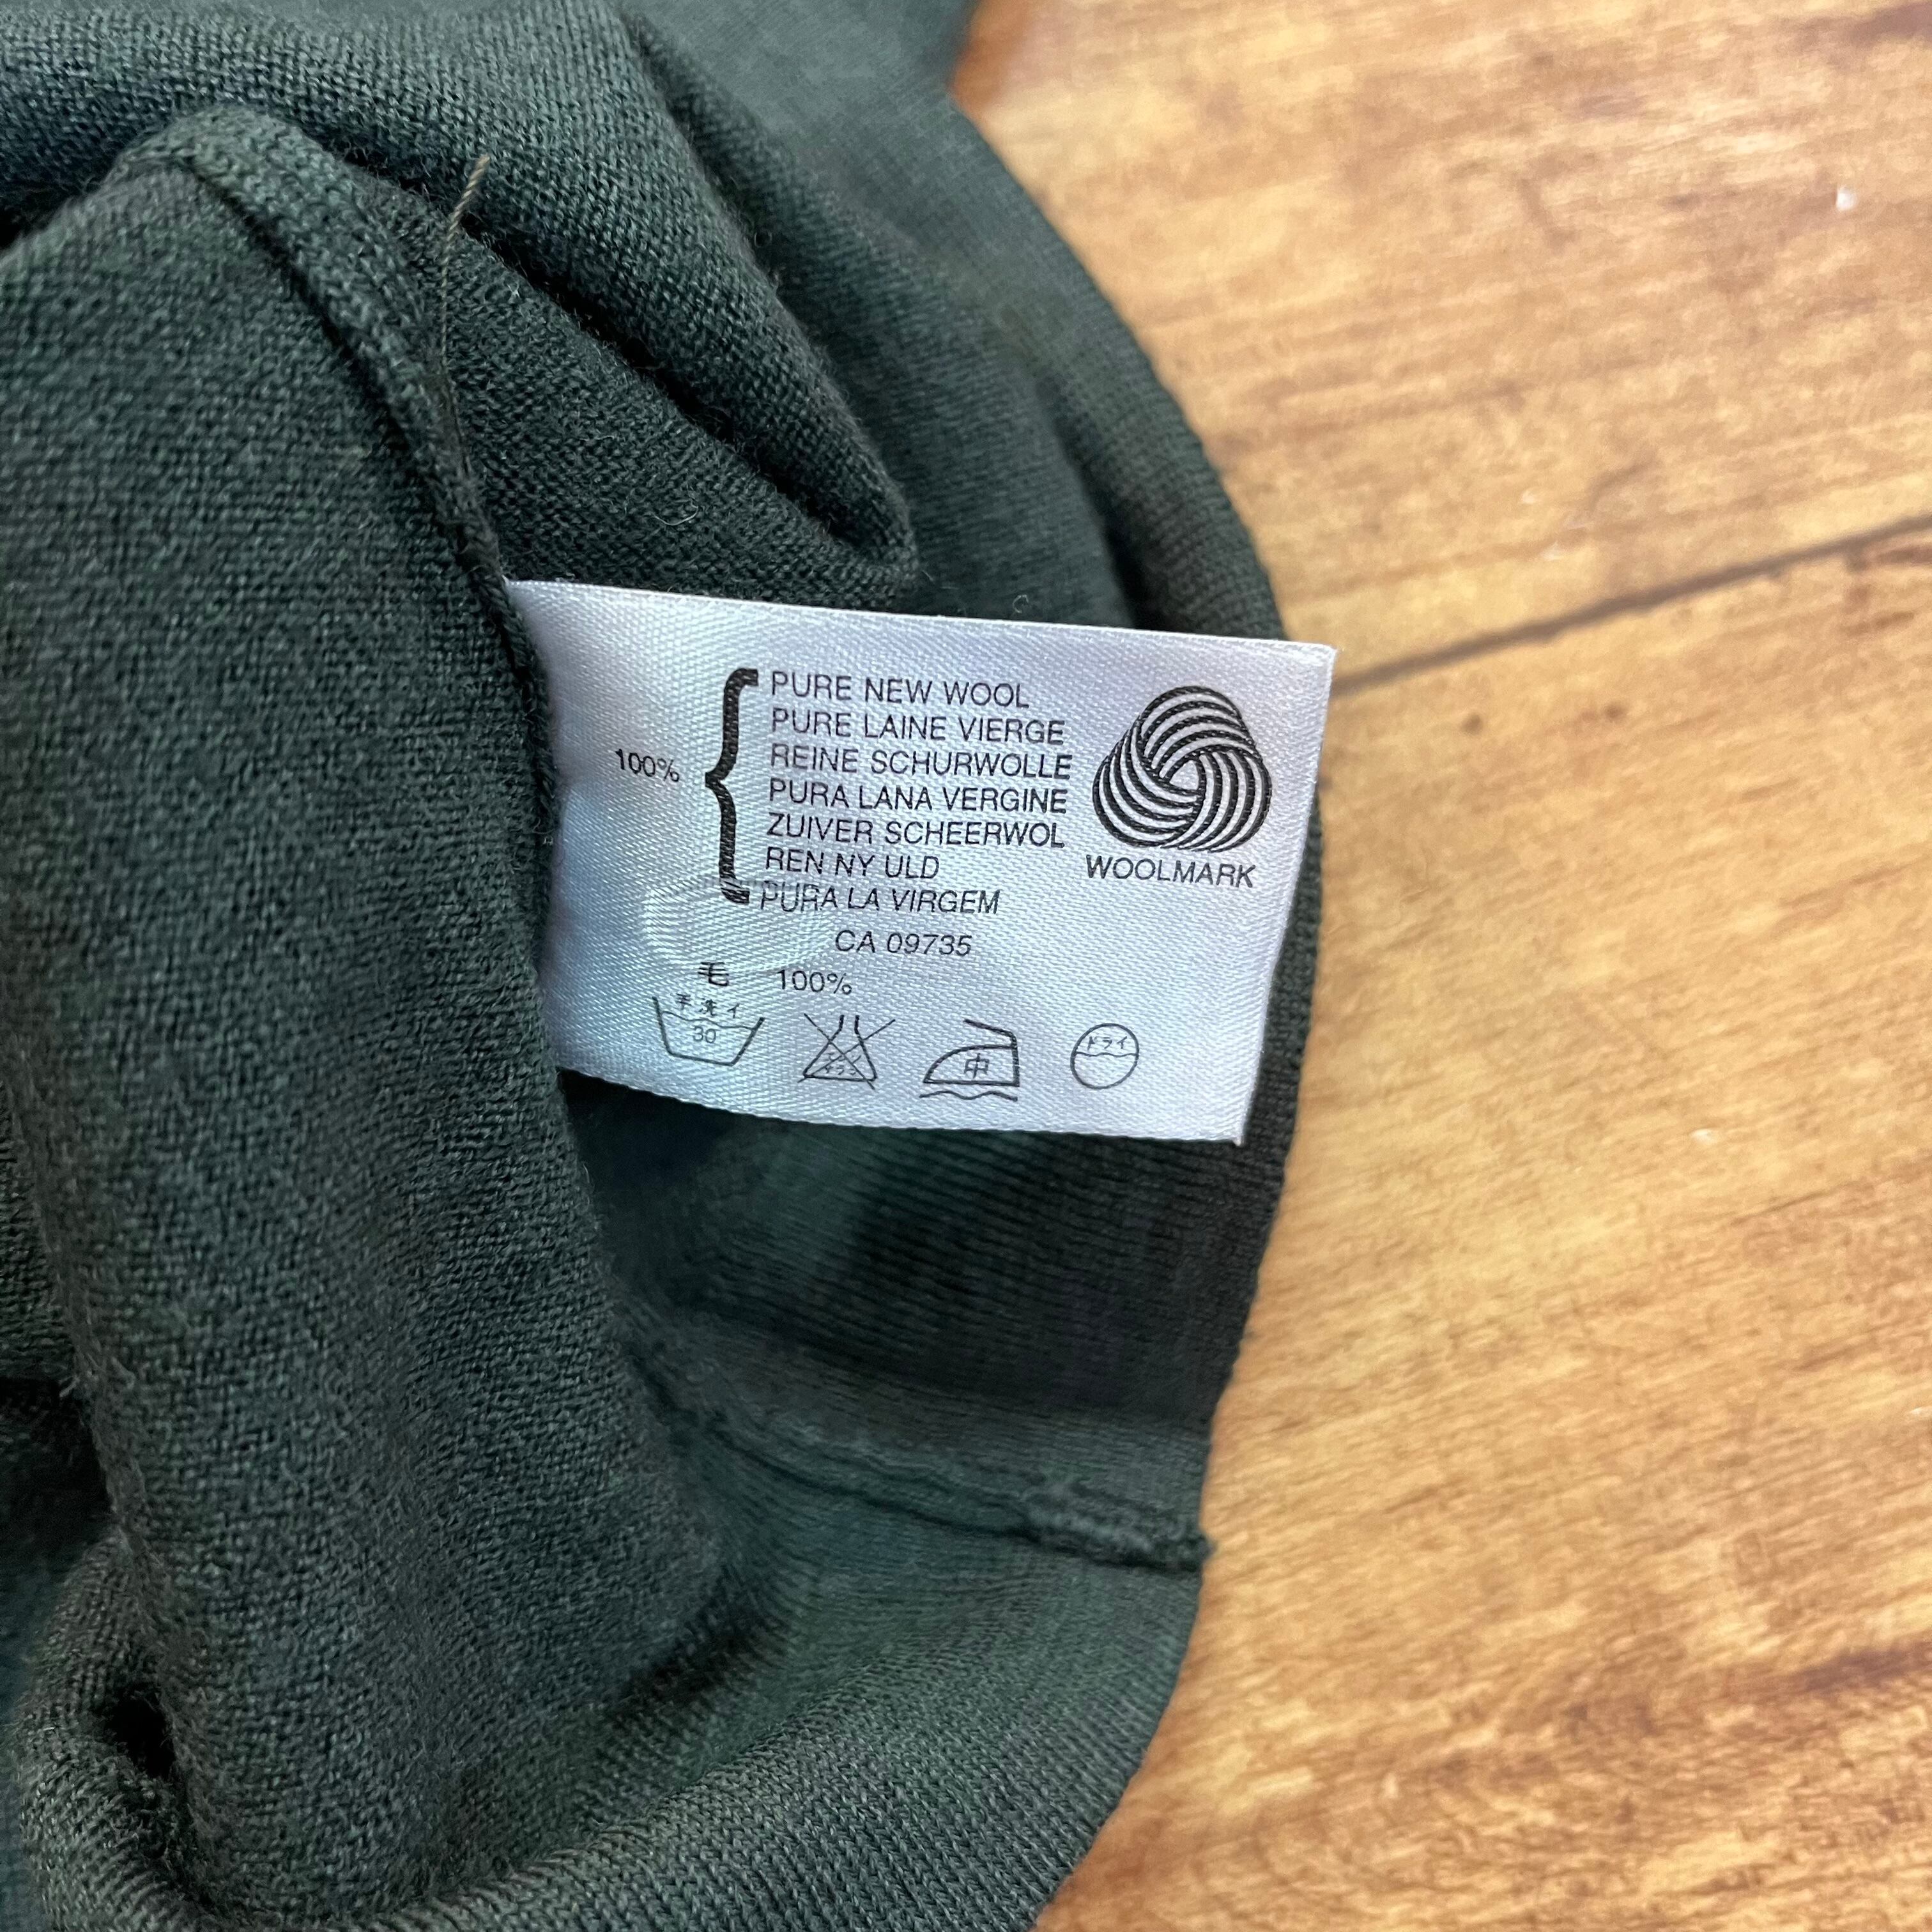 100%
PURE NEW WOOL
PURE LAINE VIERGE
REINE SCHURWOLLE
PURA LANA VERGINE
ZUIVER SCHEERWOL
REN NY ULD
PURA LA VIRGEM
WOOLMARK
CA 09735
毛 100%
手洗イ
30
中
ドライ